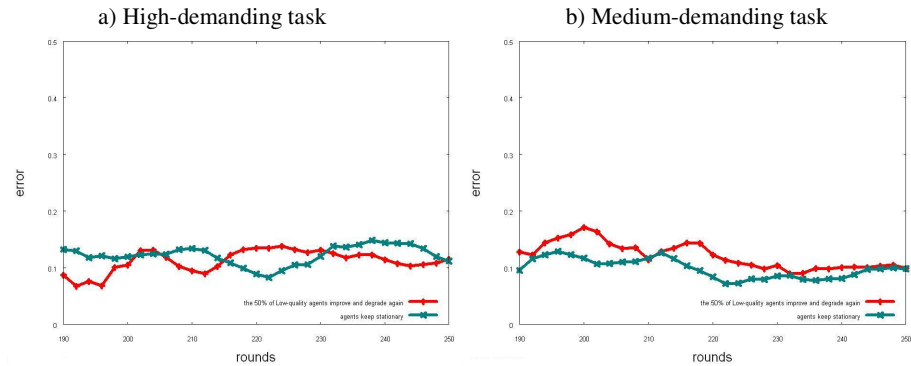 a) High-demanding task
b) Medium-demanding task
0.5
0.4
0.3
0.2
0.1
0
error
190 200 210 220 230 240 250
rounds
the 50% of Low-quality agents improve and degrade again
agents keep stationary
0.5
0.4
0.3
0.2
0.1
0
error
190 200 210 220 230 240 250
rounds
the 50% of Low-quality agents improve and degrade again
agents keep stationary